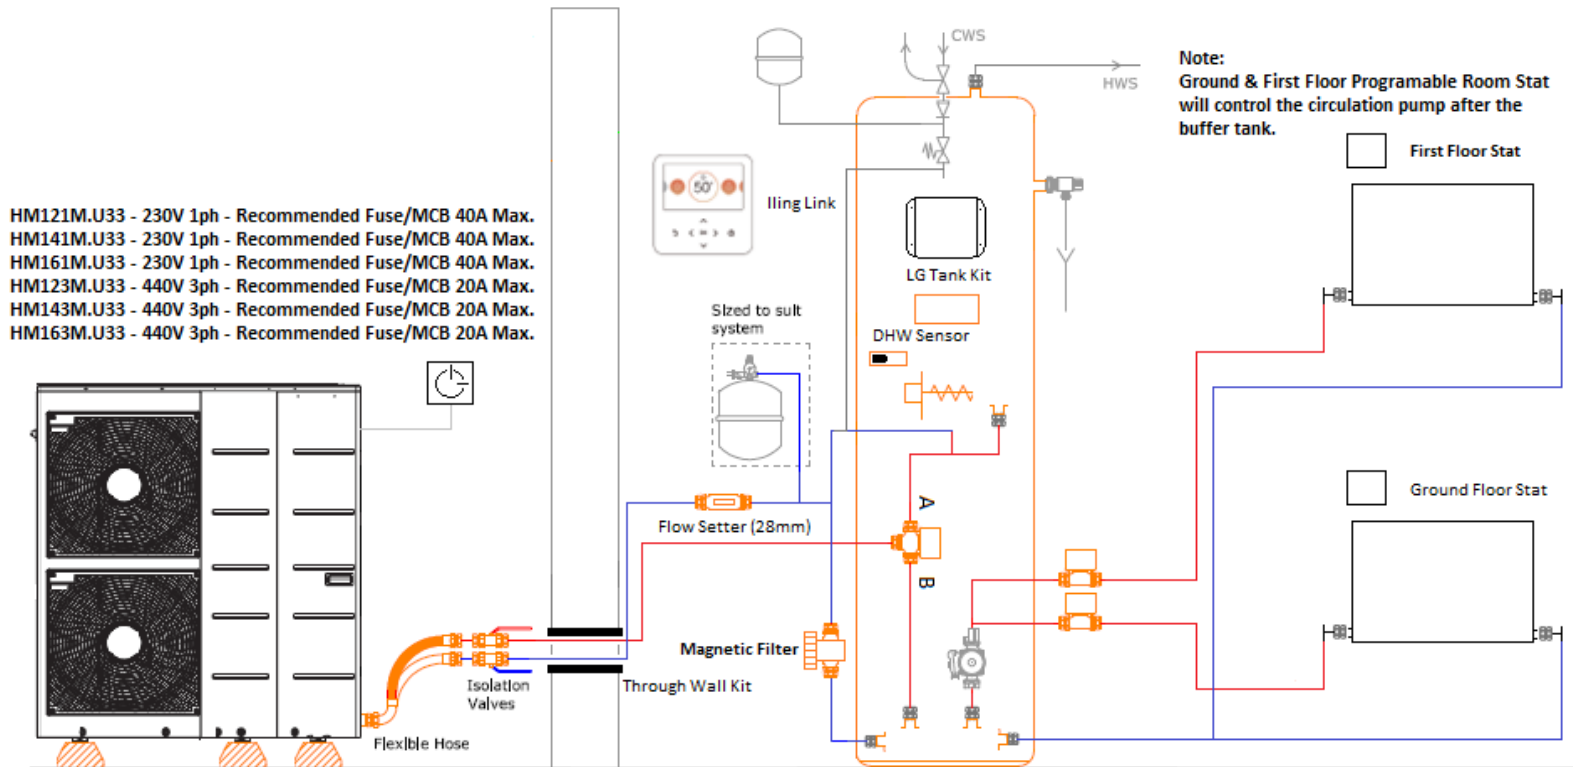 CWS
HWS
Note:
Ground & First Floor Programable Room Stat
will control the circulation pump after the
buffer tank.
First Floor Stat
50'
lling Link
HM121M.U33 - 230V 1ph - Recommended Fuse/MCB 40A Max.
HM141M.U33 - 230V 1ph - Recommended Fuse/MCB 40A Max.
HM161M.U33 - 230V 1ph - Recommended Fuse/MCB 40A Max.
HM123M.U33 - 440V 3ph - Recommended Fuse/MCB 20A Max.
HM143M.U33 - 440V 3ph - Recommended Fuse/MCB 20A Max.
HM163M.U33 - 440V 3ph - Recommended Fuse/MCB 20A Max.
LG Tank Kit
Sized to suit
system
DHW Sensor
Ground Floor Stat
A
Flow Setter (28mm)
B
Magnetic Filter
Isolation
Valves
Through Wall Kit
Flexible Hose